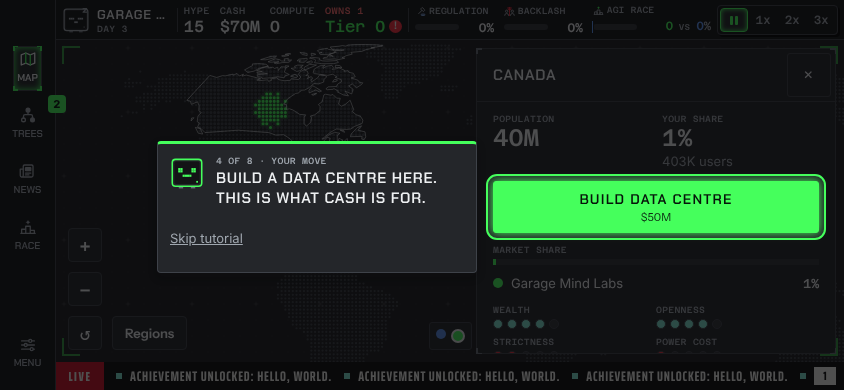 GARAGE ...
DAY 3
HYPE
15
CASH
$70M
COMPUTE
0
OWNS 1
Tier 0
!
REGULATION
0%
BACKLASH
0%
AGI RACE
0 vs 0%
1x
2x
3x
MAP
2
TREES
NEWS
RACE
MENU
+
−
↺
Regions
4 OF 8 · YOUR MOVE
BUILD A DATA CENTRE HERE.
THIS IS WHAT CASH IS FOR.
Skip tutorial
CANADA
×
POPULATION
40M
YOUR SHARE
1%
403K users
BUILD DATA CENTRE
$50M
MARKET SHARE
Garage Mind Labs
1%
WEALTH
OPENNESS
STRICTNESS
POWER COST
LIVE
ACHIEVEMENT UNLOCKED: HELLO, WORLD.
ACHIEVEMENT UNLOCKED: HELLO, WORLD.
ACHIEVEMENT UNLOCKED: HELLO, WORLD.
1